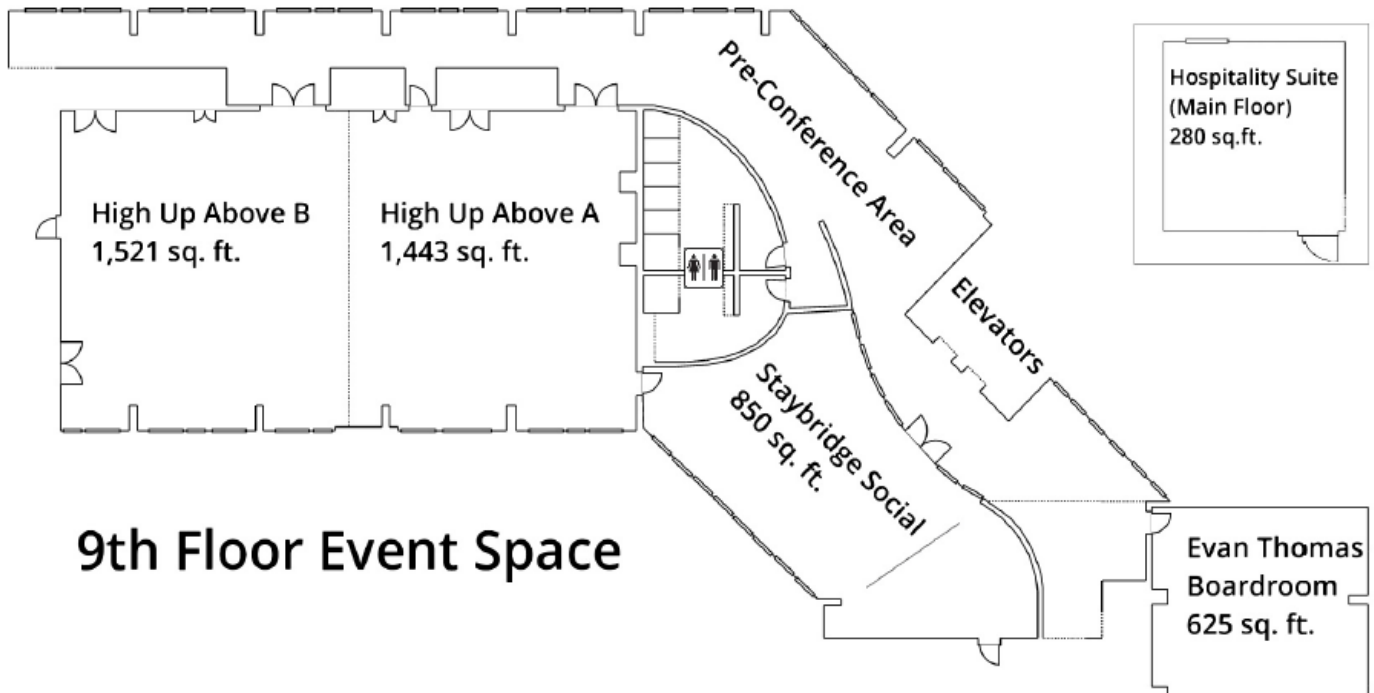 Pre-Conference Area
Hospitality Suite
(Main Floor)
280 sq.ft.
High Up Above B
1,521 sq. ft.
High Up Above A
1,443 sq. ft.
Elevators
Staybridge Social
850 sq. ft.
9th Floor Event Space
Evan Thomas
Boardroom
625 sq. ft.